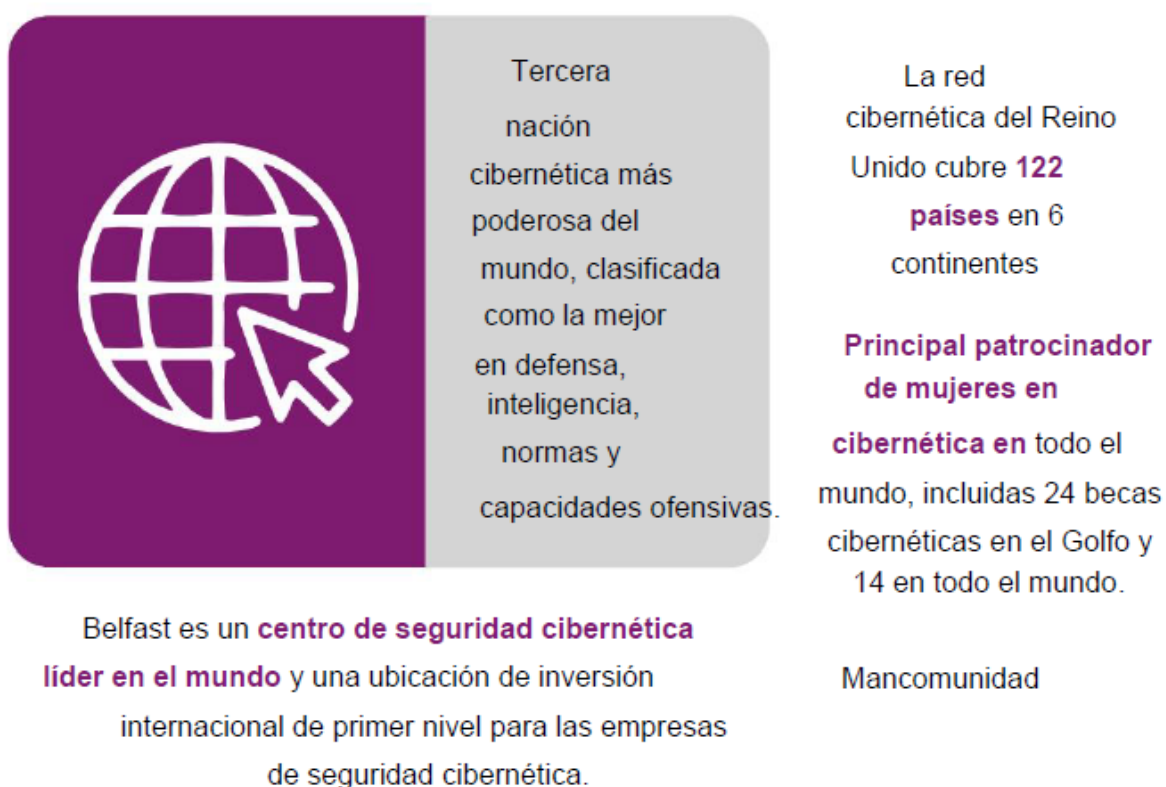 Tercera
nación
cibernética más
poderosa del
mundo, clasificada
como la mejor
en defensa,
inteligencia,
normas y
capacidades ofensivas.
La red
cibernética del Reino
Unido cubre 122
países en 6
continentes
Principal patrocinador
de mujeres en
cibernética en todo el
mundo, incluidas 24 becas
cibernéticas en el Golfo y
14 en todo el mundo.
Mancomunidad
Belfast es un centro de seguridad cibernética
líder en el mundo y una ubicación de inversión
internacional de primer nivel para las empresas
de seguridad cibernética.